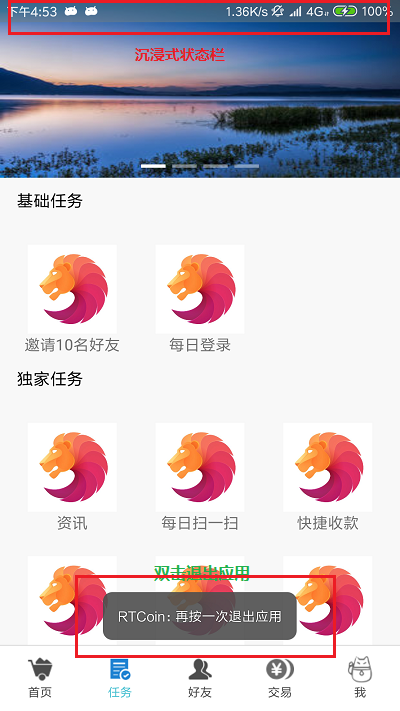 下午4:53 1.36K/s 4G 100%
沉浸式状态栏
基础任务
邀请10名好友 每日登录
独家任务
资讯 每日扫一扫 快捷收款
双击退出应用
RTCoin: 再按一次退出应用
首页 任务 好友 交易 我